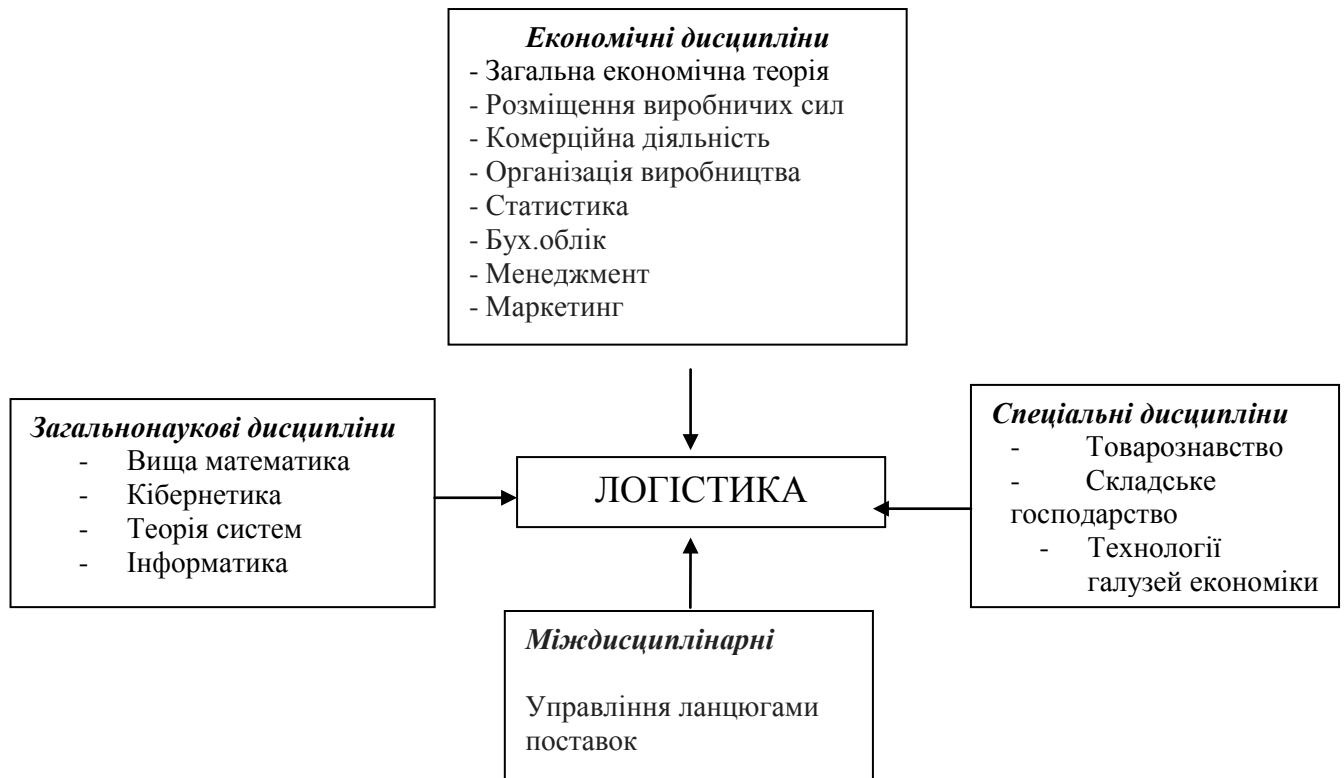 Економічні дисципліни
- Загальна економічна теорія
- Розміщення виробничих сил
- Комерційна діяльність
- Організація виробництва
- Статистика
- Бух.облік
- Менеджмент
- Маркетинг
Загальнонаукові дисципліни
- Вища математика
- Кібернетика
- Теорія систем
- Інформатика
ЛОГІСТИКА
Спеціальні дисципліни
- Товарознавство
- Складське
господарство
- Технології
галузей економіки
Міждисциплінарні
Управління ланцюгами
поставок